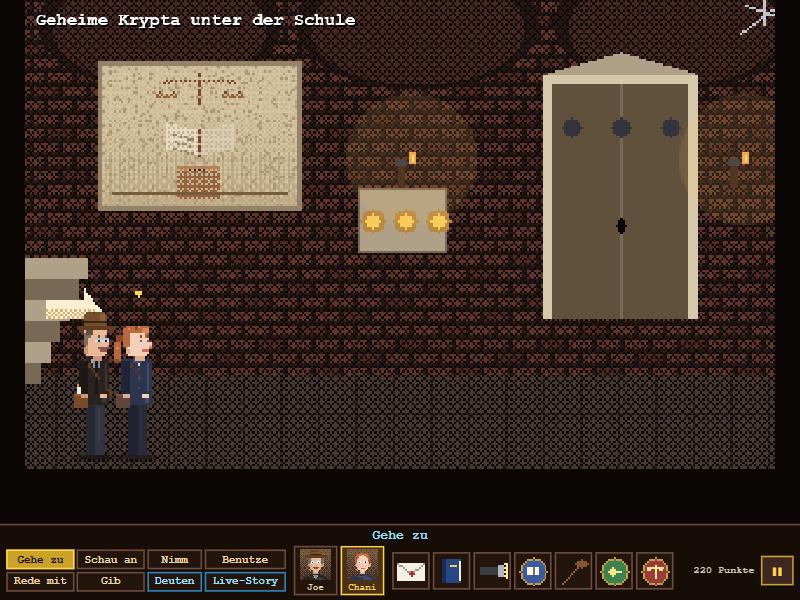 Geheime Krypta unter der Schule
Gehe zu
Gehe zu Schau an Nimm Benutze
Rede mit Gib Deuten Live-Story
Joe Chani
220 Punkte